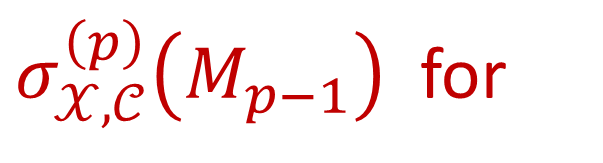 σ_{𝒳,𝒞}^{(p)}(M_{p−1}) for